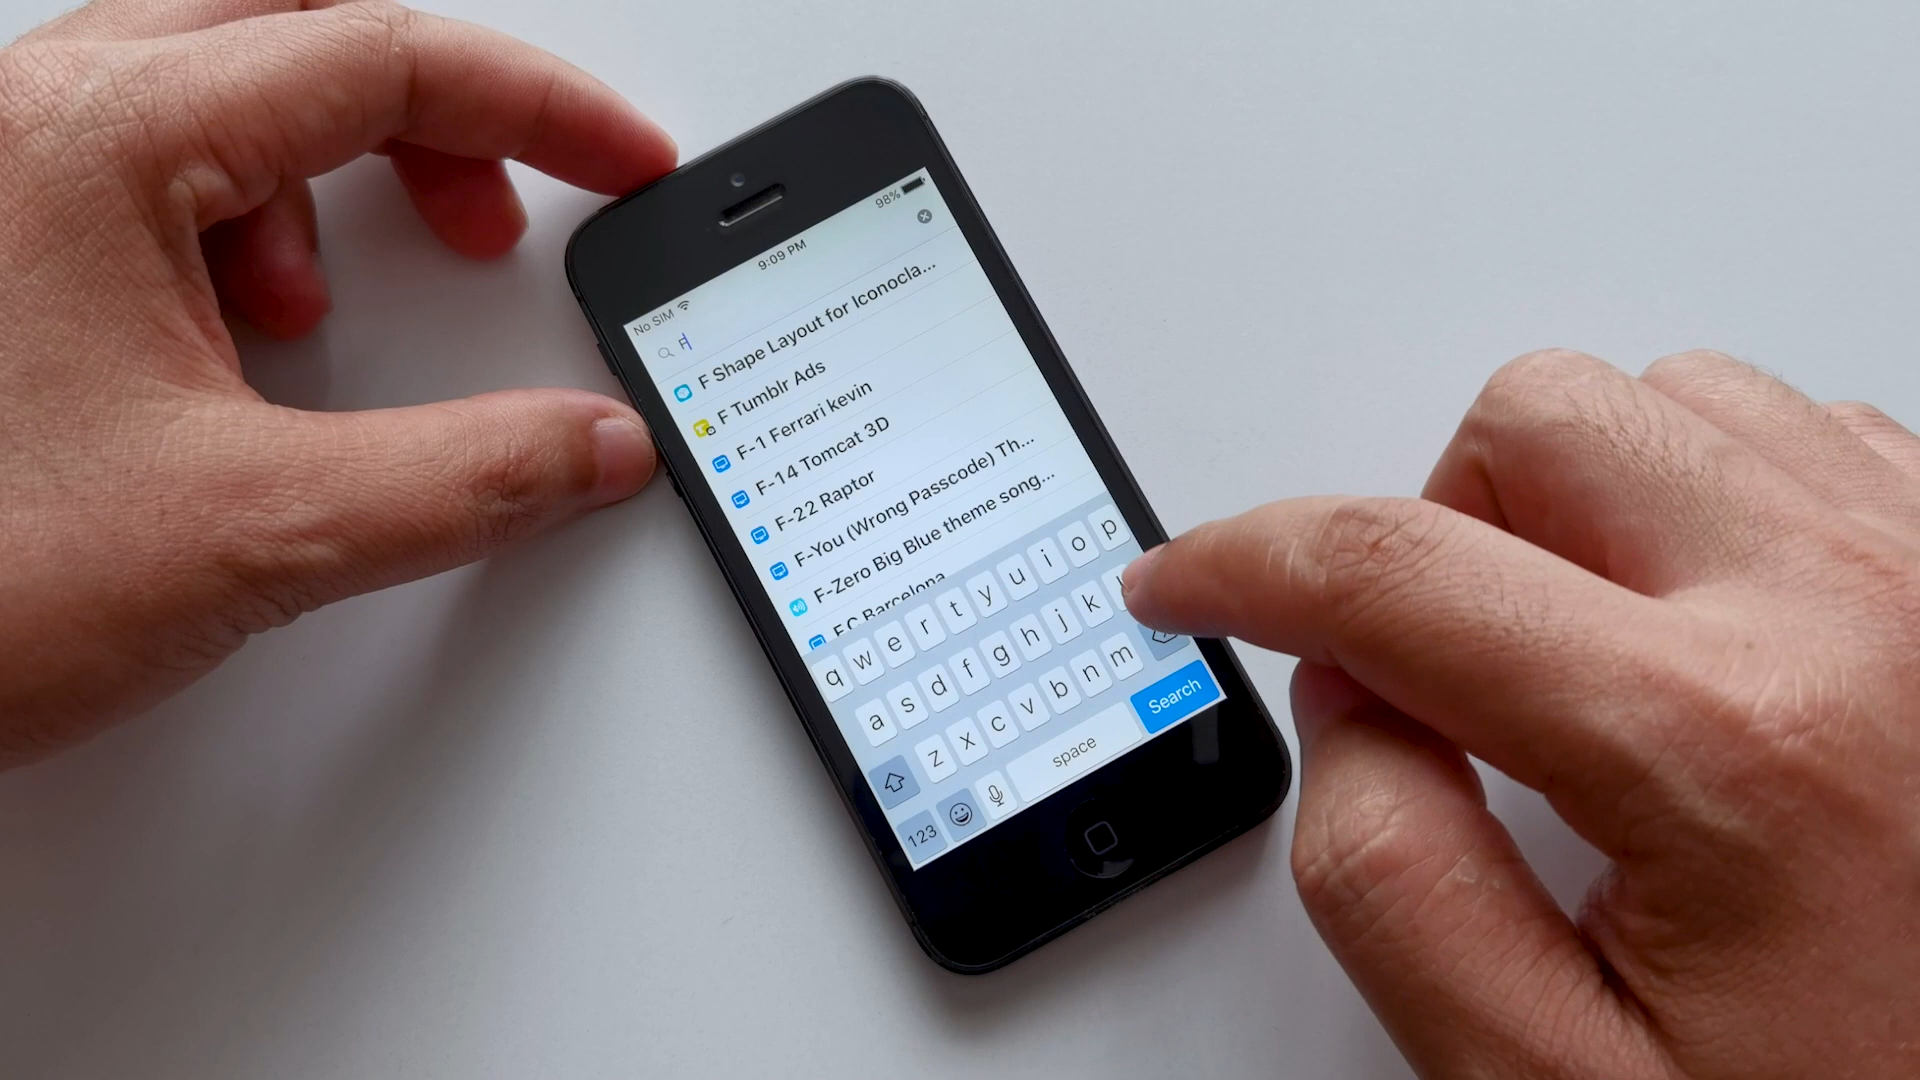 No SIM 9:09 PM 98%
F
F Shape Layout for Iconocla...
F Tumblr Ads
F-1 Ferrari kevin
F-14 Tomcat 3D
F-22 Raptor
F-You (Wrong Passcode) Th...
F-Zero Big Blue theme song...
F.C Barcelona
q w e r t y u i o p
a s d f g h j k
z x c v b n m
123 space Search